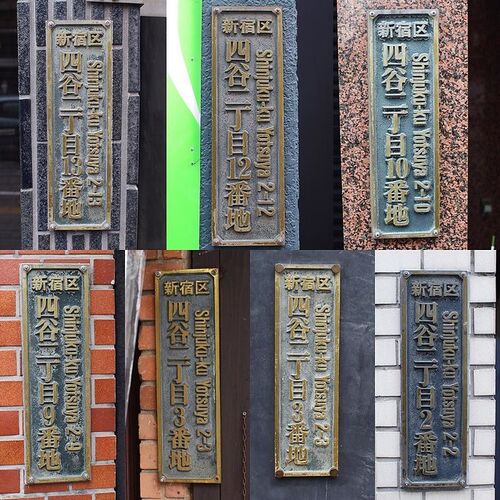 新宿区
四谷二丁目13番地
Shinjuku-ku Yotsuya 2-13
新宿区
四谷二丁目12番地
Shinjuku-ku Yotsuya 2-12
新宿区
四谷二丁目10番地
Shinjuku-ku Yotsuya 2-10
新宿区
四谷二丁目9番地
Shinjuku-ku Yotsuya 2-9
新宿区
四谷二丁目3番地
Shinjuku-ku Yotsuya 2-3
新宿区
四谷二丁目3番地
Shinjuku-ku Yotsuya 2-3
新宿区
四谷二丁目2番地
Shinjuku-ku Yotsuya 2-2